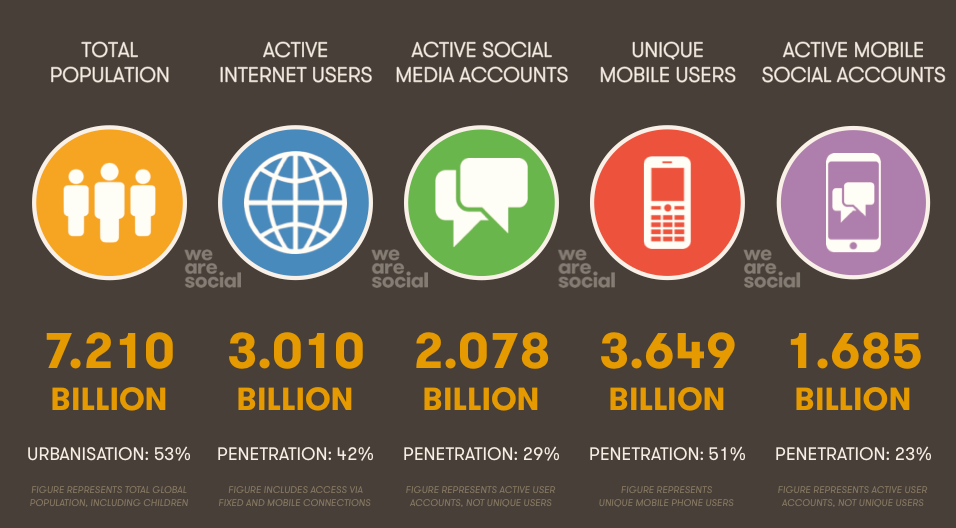 TOTAL
POPULATION
ACTIVE
INTERNET USERS
ACTIVE SOCIAL
MEDIA ACCOUNTS
UNIQUE
MOBILE USERS
ACTIVE MOBILE
SOCIAL ACCOUNTS
we
are
social
we
are
social
we
are
social
we
are
social
7.210
BILLION
3.010
BILLION
2.078
BILLION
3.649
BILLION
1.685
BILLION
URBANISATION: 53%
PENETRATION: 42%
PENETRATION: 29%
PENETRATION: 51%
PENETRATION: 23%
FIGURE REPRESENTS TOTAL GLOBAL
POPULATION, INCLUDING CHILDREN
FIGURE INCLUDES ACCESS VIA
FIXED AND MOBILE CONNECTIONS
FIGURE REPRESENTS ACTIVE USER
ACCOUNTS, NOT UNIQUE USERS
FIGURE REPRESENTS
UNIQUE MOBILE PHONE USERS
FIGURE REPRESENTS ACTIVE USER
ACCOUNTS, NOT UNIQUE USERS